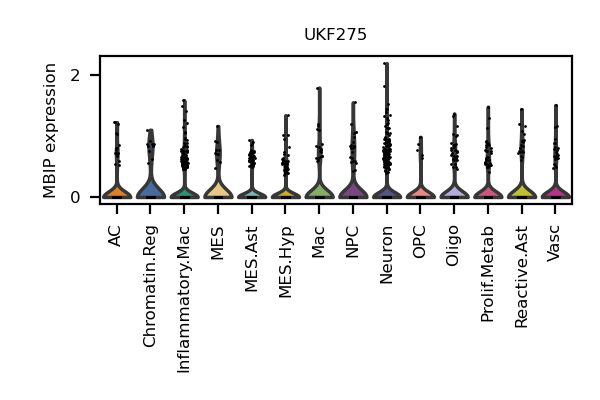 UKF275
MBIP expression
2
0
AC
Chromatin.Reg
Inflammatory.Mac
MES
MES.Ast
MES.Hyp
Mac
NPC
Neuron
OPC
Oligo
Prolif.Metab
Reactive.Ast
Vasc